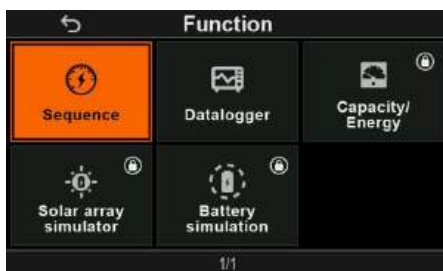 Function
Sequence
Datalogger
Capacity/
Energy
Solar array
simulator
Battery
simulation
1/1